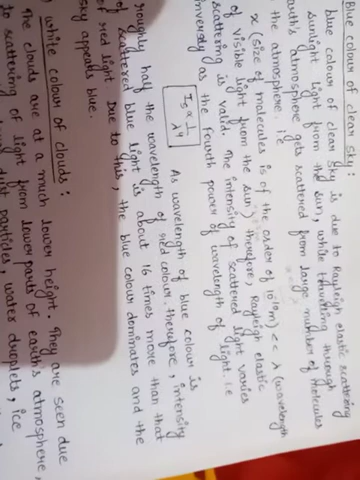 Blue colour of clean sky:
blue colour of clean sky is due to Rayleigh elastic scattering
sunlight light from the sun, while travelling through
earth's atmosphere gets scattered from large number of Molecules
the atmosphere. i.e
x (size of molecules is of the order of 10⁻¹⁰m) << λ (wavelength
of visible light from the sun) therefore, Rayleigh elastic
scattering is valid. The intensity of scattered light varies
inversly as the fourth power of wavelength of light. i.e
Is ∝ 1/λ⁴ As wavelength of blue colour is
roughly half the wavelength of red colour. therefore, intensity
of scattered blue light is about 16 times more than that
of red light Due to this, the blue colour dominates and the
sky appeals blue.
white colour of clouds:
The clouds are at a much lower height. They are seen due
to scattering of light from lower parts of earth's atmosphere,
dust particles, water droplets, ice